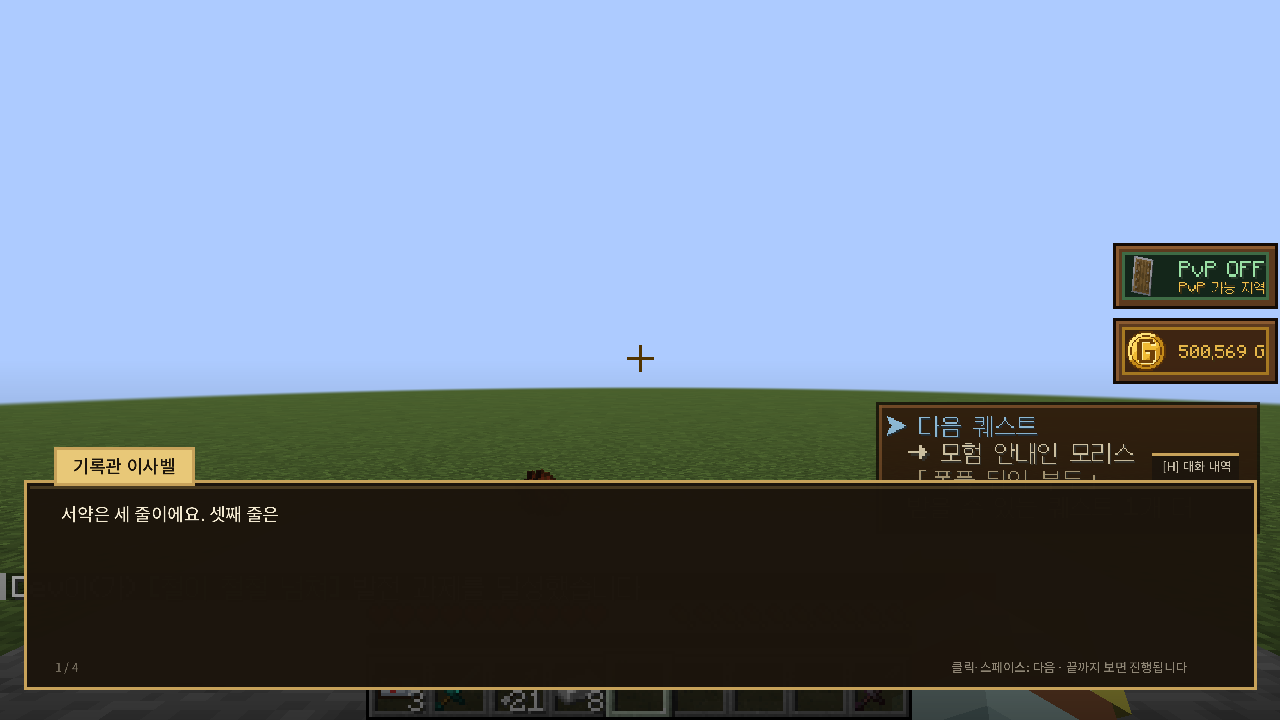 PvP OFF
PvP 가능 지역
500,569 G
다음 퀘스트
모험 안내인 모리스
[H] 대화 내역
기록관 이사벨
서약은 세 줄이에요. 셋째 줄은
1 / 4
클릭·스페이스: 다음 · 끝까지 보면 진행됩니다
3
21
8